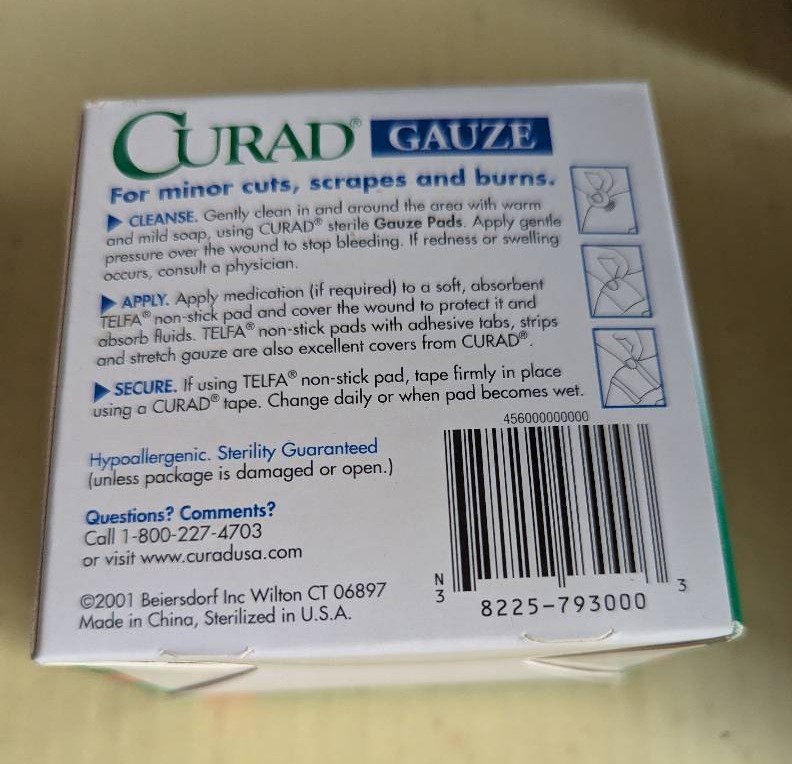 CURAD® GAUZE
For minor cuts, scrapes and burns.
CLEANSE. Gently clean in and around the area with warm
and mild soap, using CURAD® sterile Gauze Pads. Apply gentle
pressure over the wound to stop bleeding. If redness or swelling
occurs, consult a physician.
APPLY. Apply medication (if required) to a soft, absorbent
TELFA® non-stick pad and cover the wound to protect it and
absorb fluids. TELFA® non-stick pads with adhesive tabs, strips
and stretch gauze are also excellent covers from CURAD®.
SECURE. If using TELFA® non-stick pad, tape firmly in place
using a CURAD® tape. Change daily or when pad becomes wet.
456000000000
Hypoallergenic. Sterility Guaranteed
(unless package is damaged or open.)
Questions? Comments?
Call 1-800-227-4703
or visit www.curadusa.com
©2001 Beiersdorf Inc Wilton CT 06897
Made in China, Sterilized in U.S.A.
N
3
8225-793000
3